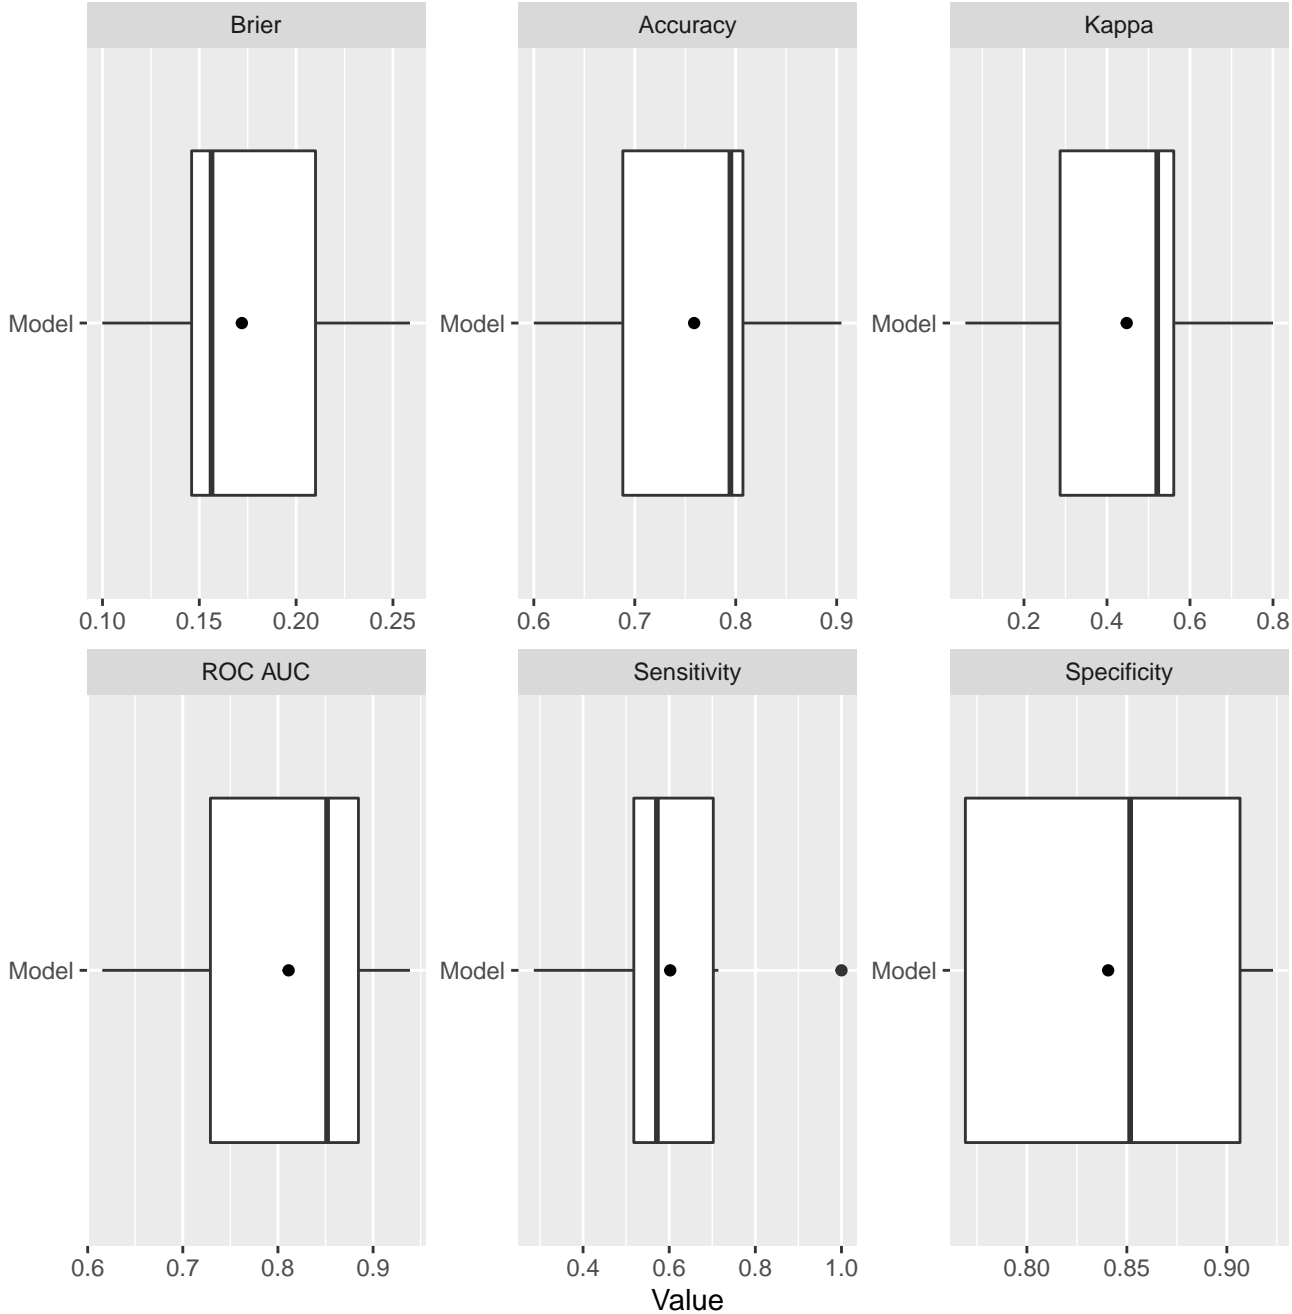 Brier Accuracy Kappa
Model Model Model
0.10 0.15 0.20 0.25 0.6 0.7 0.8 0.9 0.2 0.4 0.6 0.8
ROC AUC Sensitivity Specificity
Model Model Model
0.6 0.7 0.8 0.9 0.4 0.6 0.8 1.0 0.80 0.85 0.90
Value